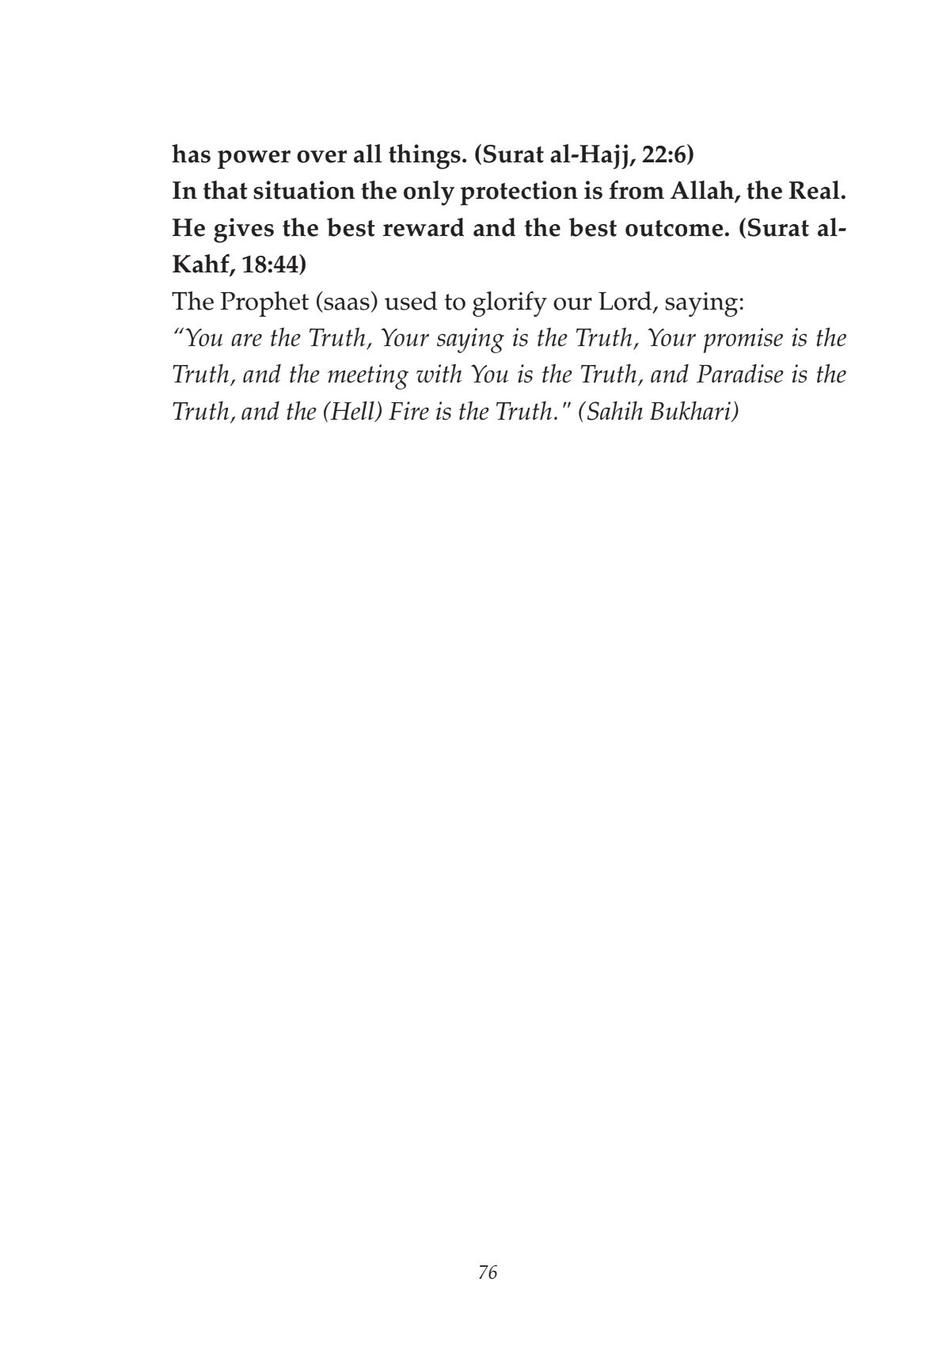 has power over all things. (Surat al-Hajj, 22:6)
In that situation the only protection is from Allah, the Real.
He gives the best reward and the best outcome. (Surat al-
Kahf, 18:44)
The Prophet (saas) used to glorify our Lord, saying:
“You are the Truth, Your saying is the Truth, Your promise is the
Truth, and the meeting with You is the Truth, and Paradise is the
Truth, and the (Hell) Fire is the Truth." (Sahih Bukhari)
76